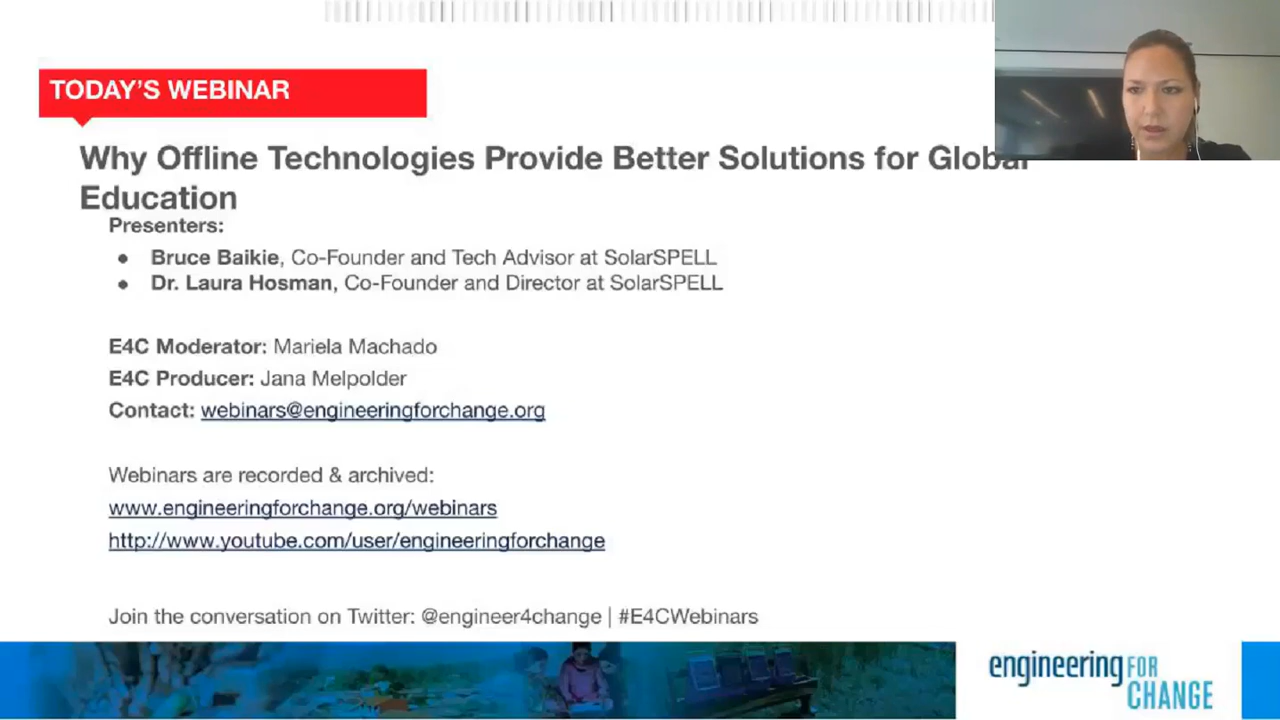 TODAY'S WEBINAR
Why Offline Technologies Provide Better Solutions for Global
Education
Presenters:
● Bruce Baikie, Co-Founder and Tech Advisor at SolarSPELL
● Dr. Laura Hosman, Co-Founder and Director at SolarSPELL
E4C Moderator: Mariela Machado
E4C Producer: Jana Melpolder
Contact: webinars@engineeringforchange.org
Webinars are recorded & archived:
www.engineeringforchange.org/webinars
http://www.youtube.com/user/engineeringforchange
Join the conversation on Twitter: @engineer4change | #E4CWebinars
engineering FOR
CHANGE